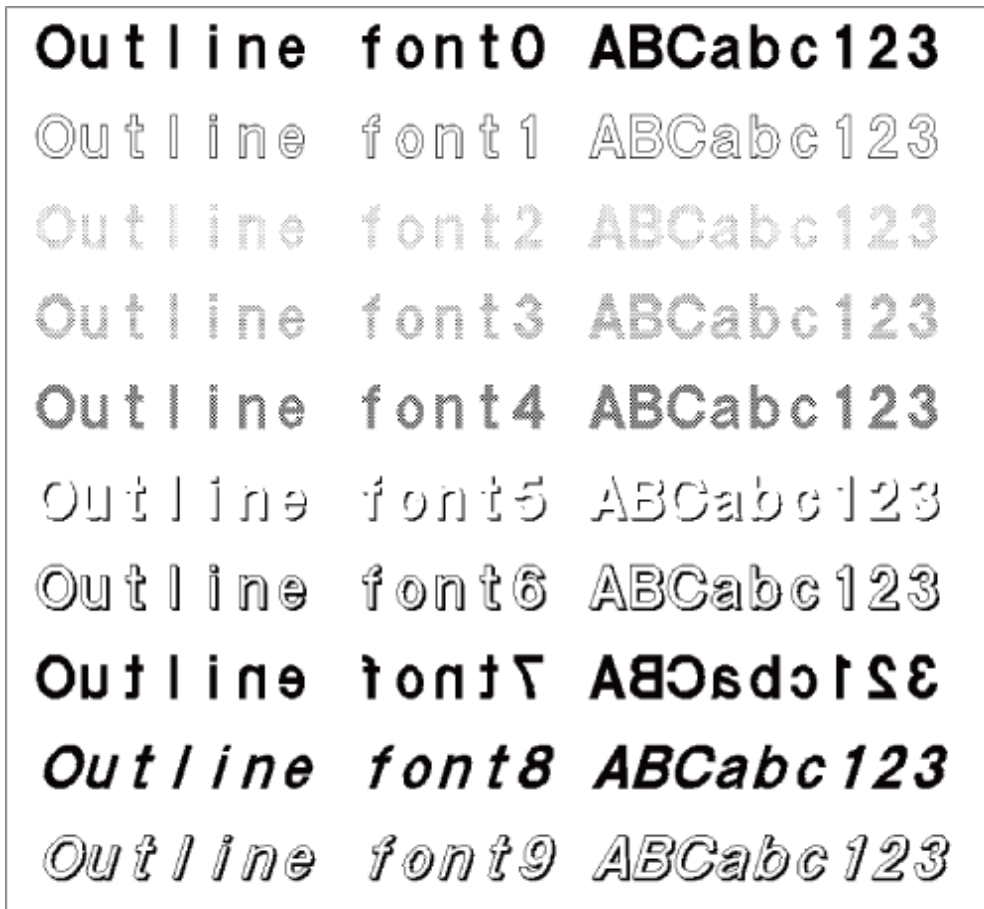 Outline font0 ABCabc123
Outline font1 ABCabc123
Outline font2 ABCabc123
Outline font3 ABCabc123
Outline font4 ABCabc123
Outline font5 ABCabc123
Outline font6 ABCabc123
Outline font7 ABCabc123
Outline font8 ABCabc123
Outline font9 ABCabc123